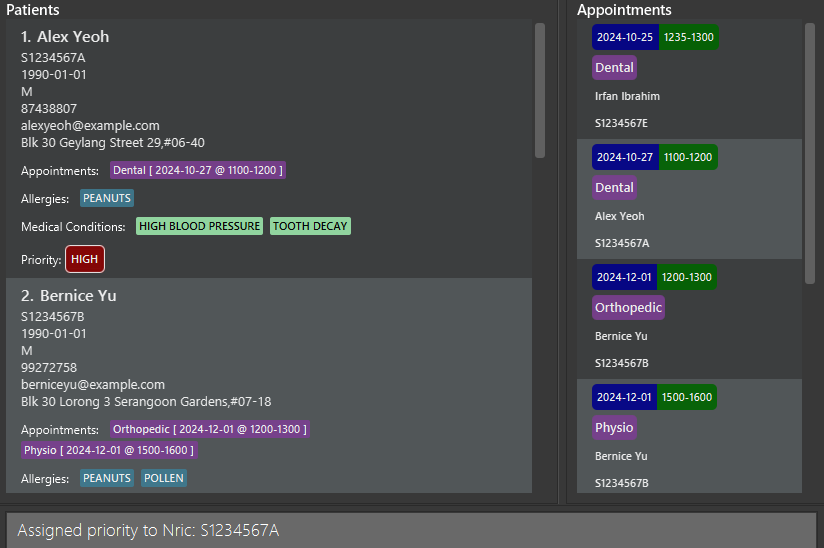 Patients
1. Alex Yeoh
S1234567A
1990-01-01
M
87438807
alexyeoh@example.com
Blk 30 Geylang Street 29,#06-40
Appointments: Dental [ 2024-10-27 @ 1100-1200 ]
Allergies: PEANUTS
Medical Conditions: HIGH BLOOD PRESSURE TOOTH DECAY
Priority: HIGH
2. Bernice Yu
S1234567B
1990-01-01
M
99272758
berniceyu@example.com
Blk 30 Lorong 3 Serangoon Gardens,#07-18
Appointments: Orthopedic [ 2024-12-01 @ 1200-1300 ]
Physio [ 2024-12-01 @ 1500-1600 ]
Allergies: PEANUTS POLLEN
Appointments
2024-10-25 1235-1300
Dental
Irfan Ibrahim
S1234567E
2024-10-27 1100-1200
Dental
Alex Yeoh
S1234567A
2024-12-01 1200-1300
Orthopedic
Bernice Yu
S1234567B
2024-12-01 1500-1600
Physio
Bernice Yu
S1234567B
Assigned priority to Nric: S1234567A